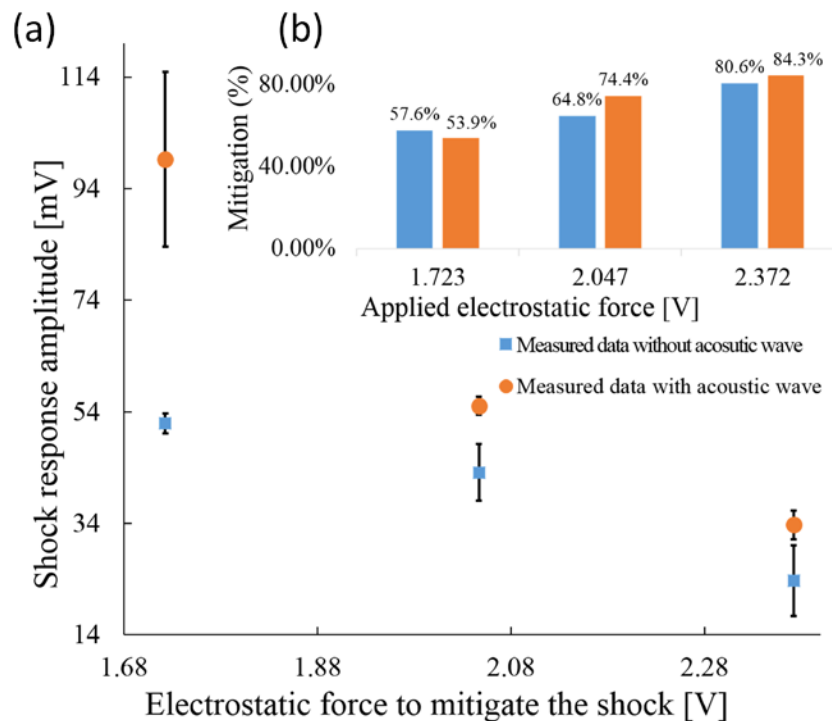 (a)
(b)
114
94
74
54
34
14
Shock response amplitude [mV]
1.68
1.88
2.08
2.28
Electrostatic force to mitigate the shock [V]
80.00%
40.00%
0.00%
Mitigation (%)
57.6%
53.9%
64.8%
74.4%
80.6%
84.3%
1.723
2.047
2.372
Applied electrostatic force [V]
Measured data without acosutic wave
Measured data with acoustic wave